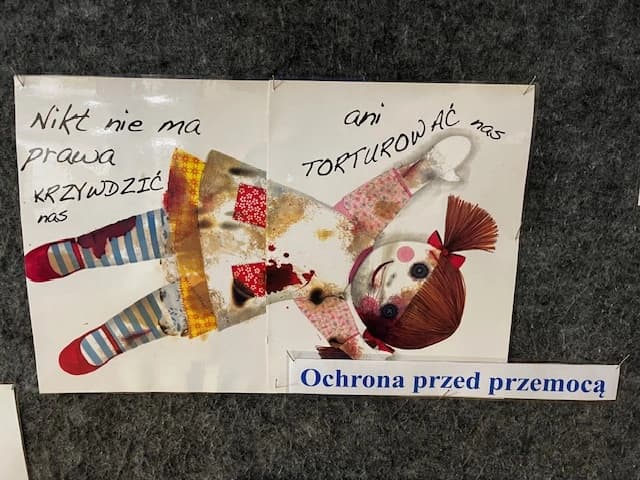 Nikt nie ma
prawa
KRZYWDZIĆ
nas
ani
TORTUROWAĆ nas
Ochrona przed przemocą